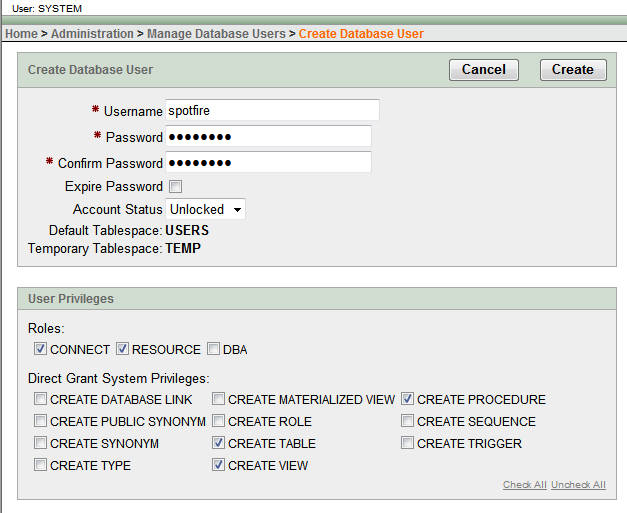 User: SYSTEM
Home > Administration > Manage Database Users > Create Database User
Create Database User Cancel Create
* Username spotfire
* Password ••••••••
* Confirm Password ••••••••
Expire Password
Account Status Unlocked
Default Tablespace: USERS
Temporary Tablespace: TEMP
User Privileges
Roles:
CONNECT RESOURCE DBA
Direct Grant System Privileges:
CREATE DATABASE LINK CREATE MATERIALIZED VIEW CREATE PROCEDURE
CREATE PUBLIC SYNONYM CREATE ROLE CREATE SEQUENCE
CREATE SYNONYM CREATE TABLE CREATE TRIGGER
CREATE TYPE CREATE VIEW
Check All Uncheck All